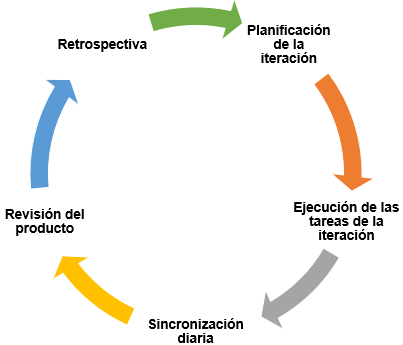 Retrospectiva
Planificación
de la
iteración
Ejecución de las
tareas de la
iteración
Sincronización
diaria
Revisión del
producto